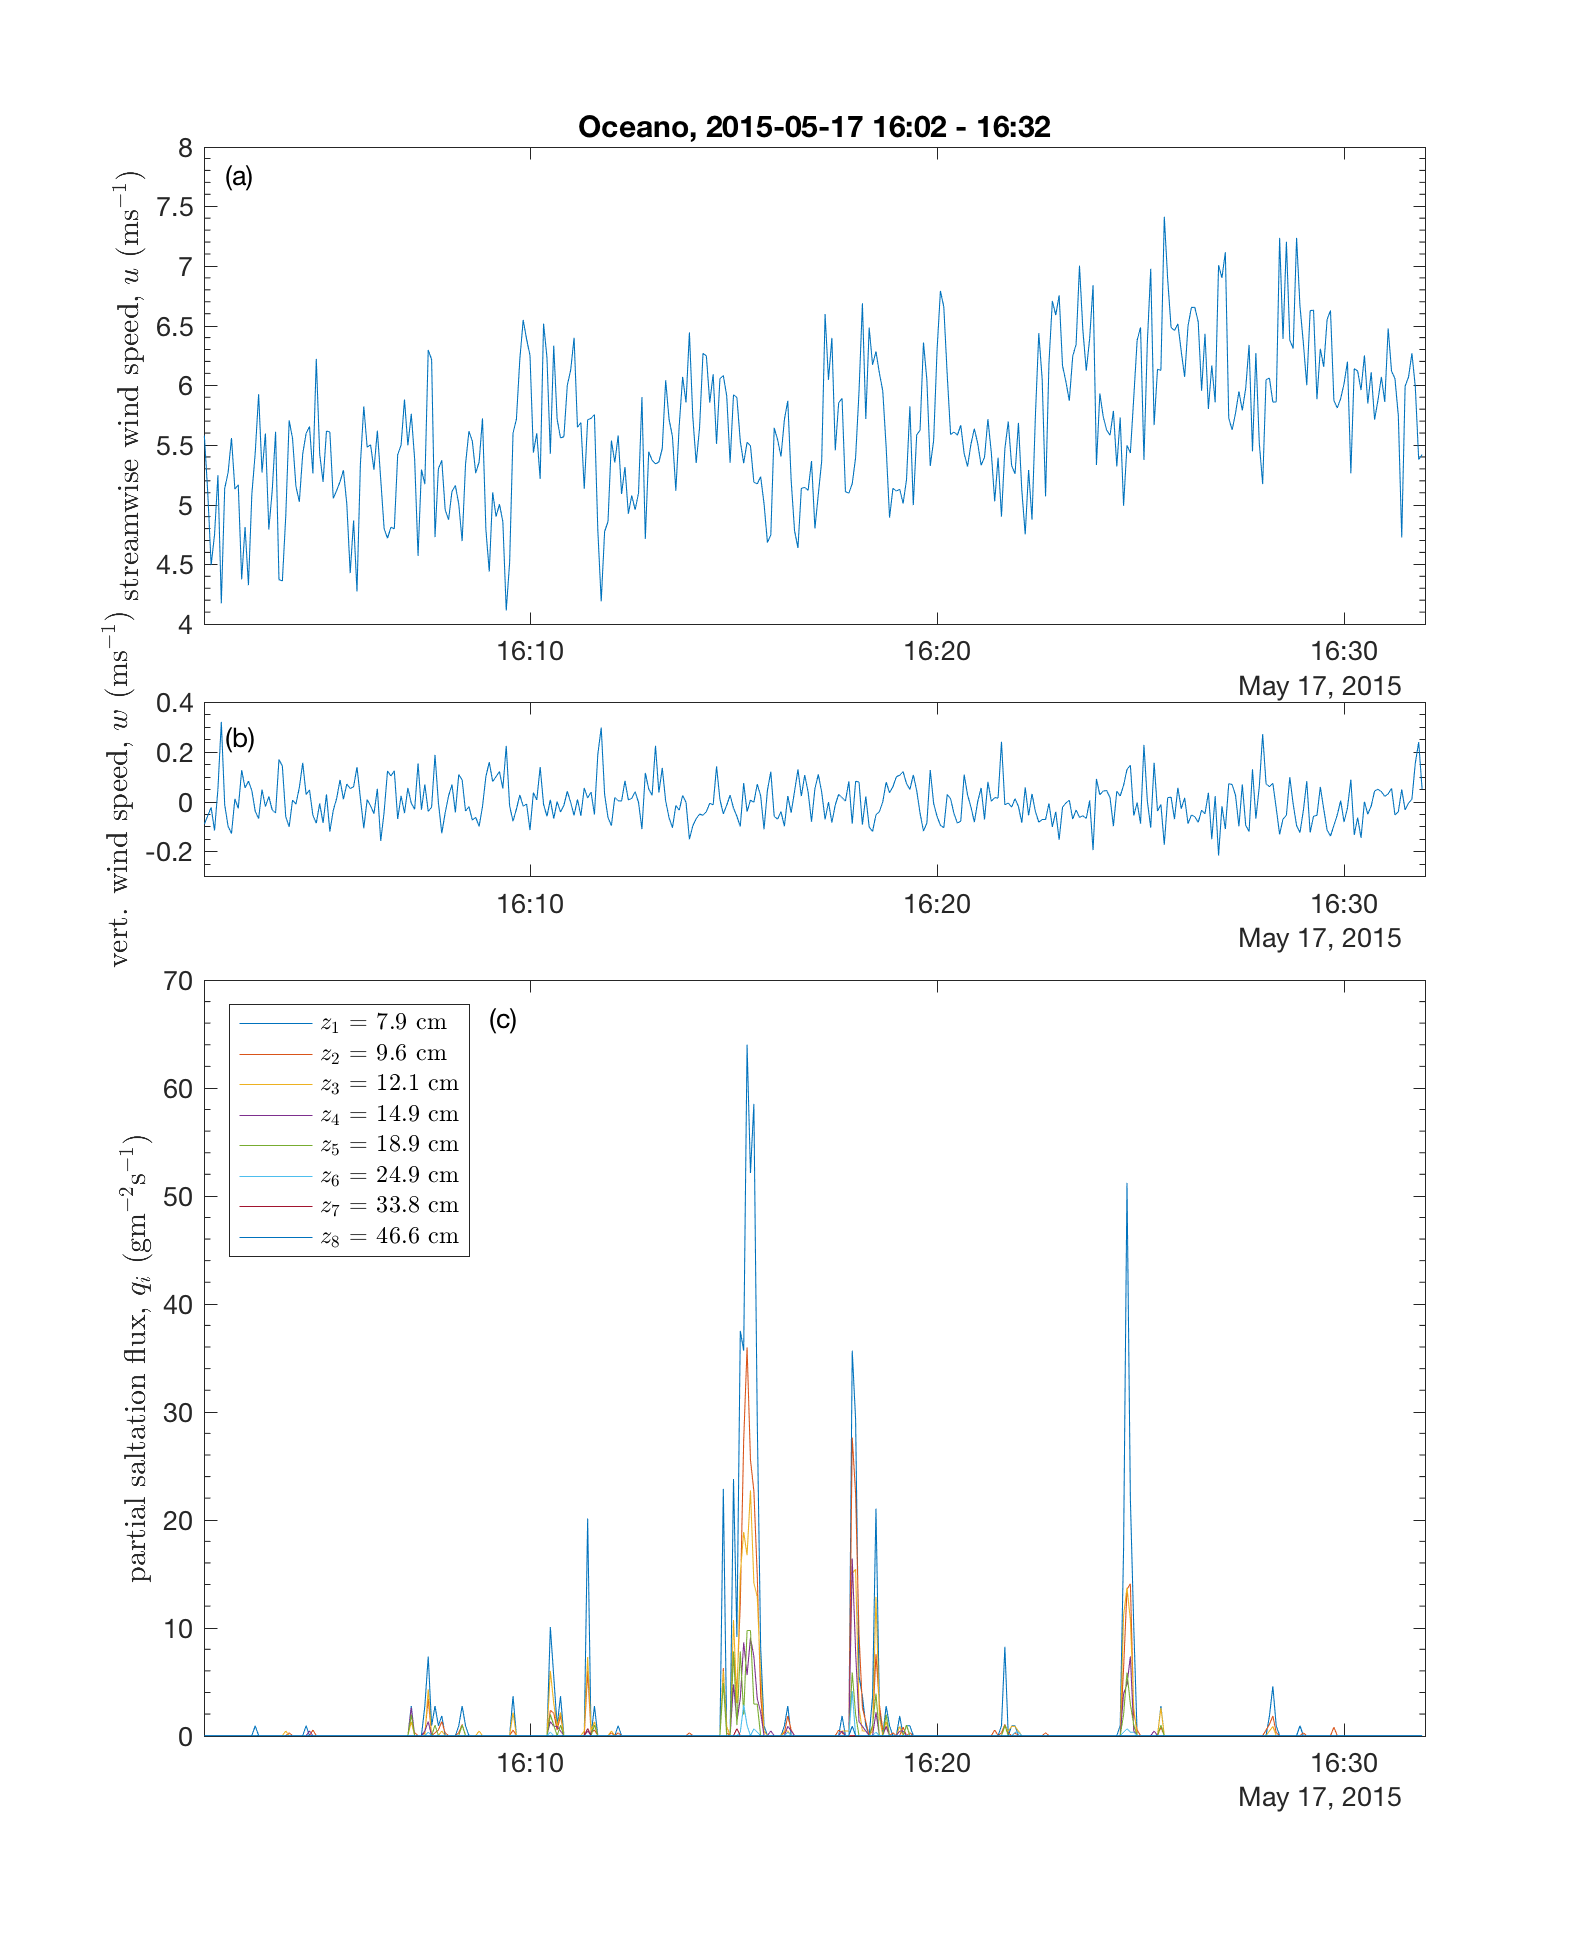 Oceano, 2015-05-17 16:02 - 16:32
(a)
streamwise wind speed, u (ms⁻¹)
8
7.5
7
6.5
6
5.5
5
4.5
4
16:10 16:20 16:30
May 17, 2015
(b)
vert. wind speed, w (ms⁻¹)
0.4
0.2
0
-0.2
16:10 16:20 16:30
May 17, 2015
(c)
partial saltation flux, qᵢ (gm⁻²s⁻¹)
70
60
50
40
30
20
10
0
z₁ = 7.9 cm
z₂ = 9.6 cm
z₃ = 12.1 cm
z₄ = 14.9 cm
z₅ = 18.9 cm
z₆ = 24.9 cm
z₇ = 33.8 cm
z₈ = 46.6 cm
16:10 16:20 16:30
May 17, 2015